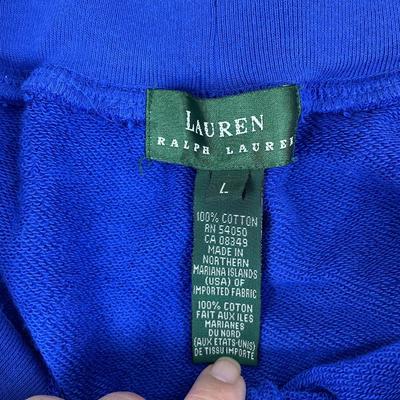 LAUREN
RALPH LAUREN
L
100% COTTON
RN 54050
CA 08349
MADE IN
NORTHERN
MARIANA ISLANDS
(USA) OF
IMPORTED FABRIC
100% COTON
FAIT AUX ILES
MARIANES
DU NORD
(AUX ETATS-UNIS)
DE TISSU IMPORTE